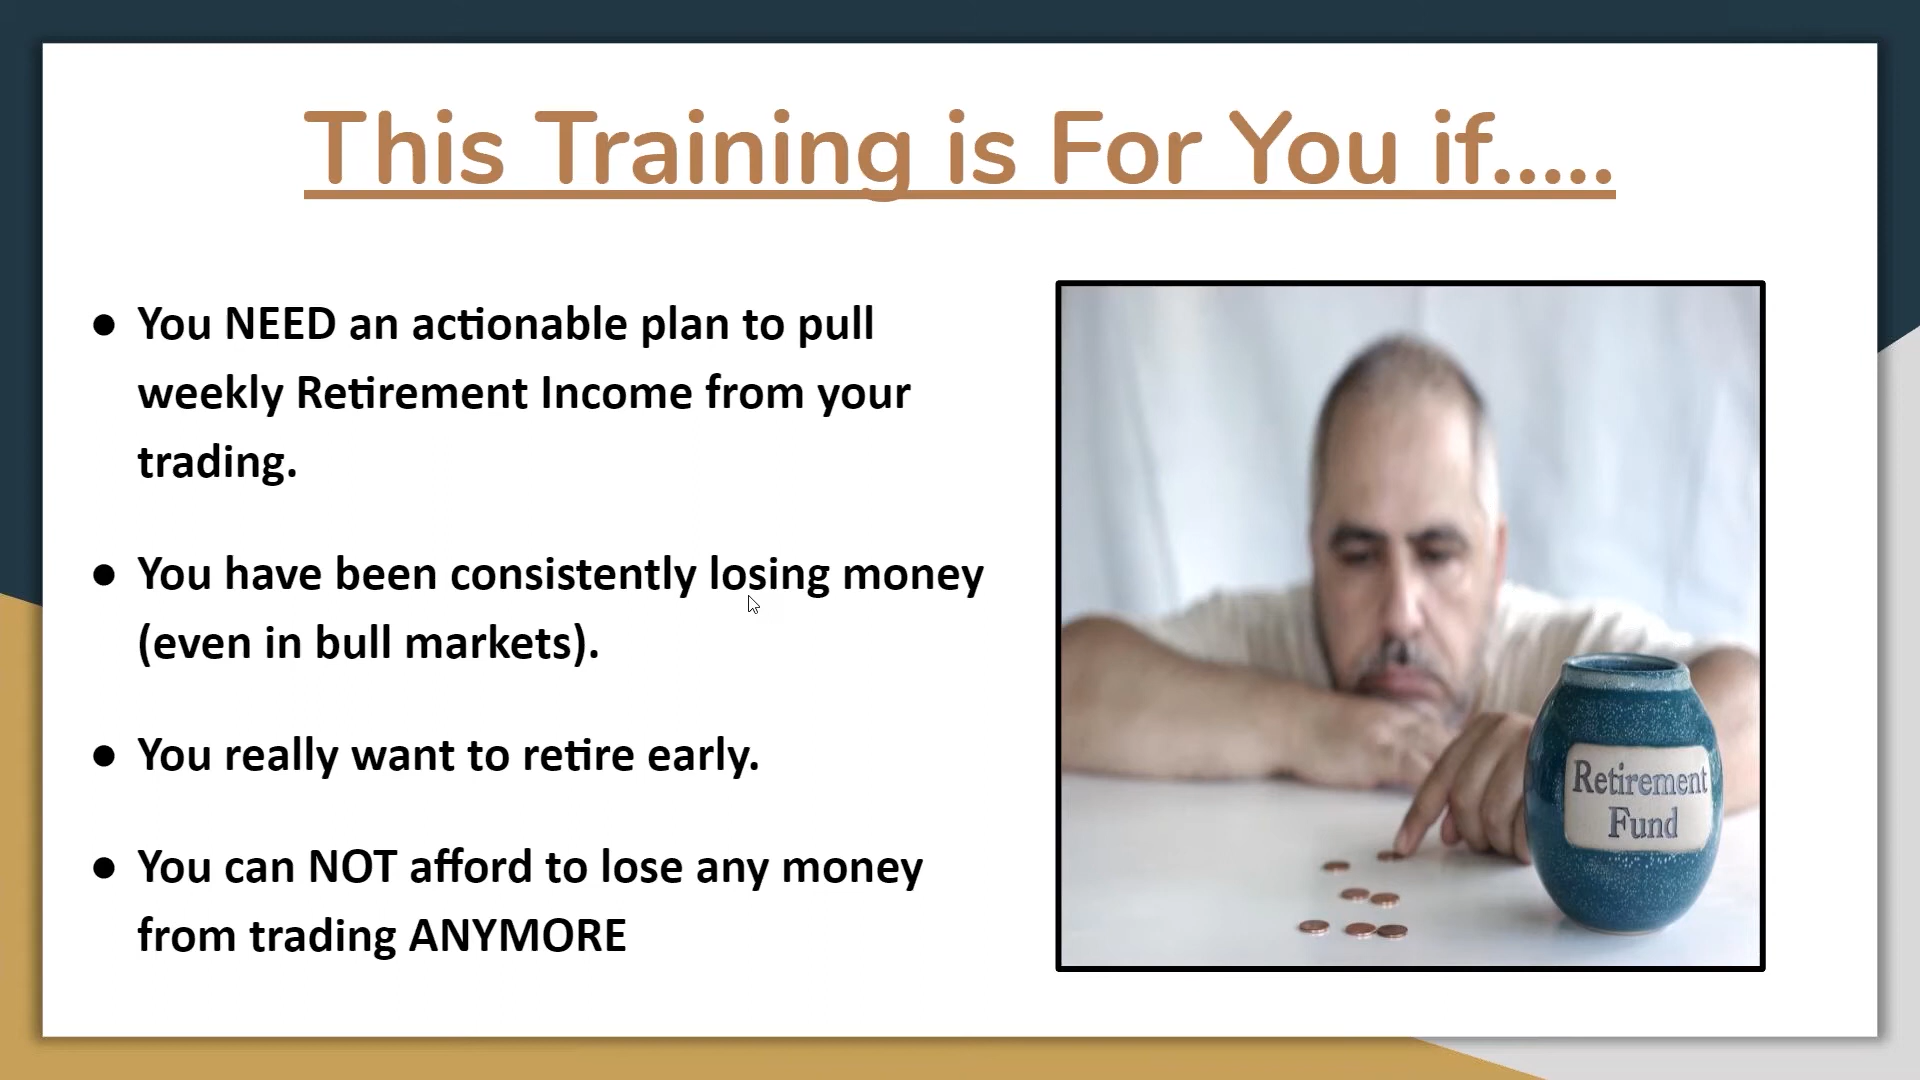 This Training is For You if.....
● You NEED an actionable plan to pull
weekly Retirement Income from your
trading.
● You have been consistently losing money
(even in bull markets).
● You really want to retire early.
● You can NOT afford to lose any money
from trading ANYMORE
Retirement
Fund